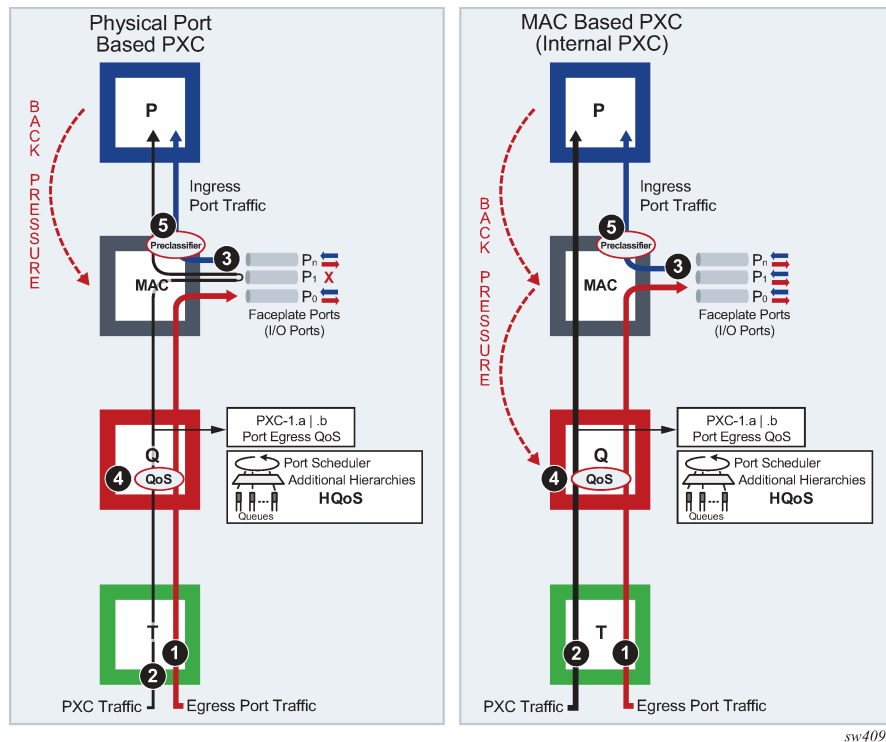 Physical Port
Based PXC
P
BACK PRESSURE
Ingress
Port Traffic
5
Preclassifier
3
Pn
MAC
P1 X
P0
Faceplate Ports
(I/O Ports)
PXC-1.a | .b
Port Egress QoS
Q
4
QoS
Port Scheduler
Additional Hierarchies
HQoS
Queues
T
1
2
PXC Traffic
Egress Port Traffic
MAC Based PXC
(Internal PXC)
P
BACK PRESSURE
Ingress
Port Traffic
5
Preclassifier
3
Pn
MAC
P1
P0
Faceplate Ports
(I/O Ports)
PXC-1.a | .b
Port Egress QoS
Q
4
QoS
Port Scheduler
Additional Hierarchies
HQoS
Queues
T
2
1
PXC Traffic
Egress Port Traffic
sw409